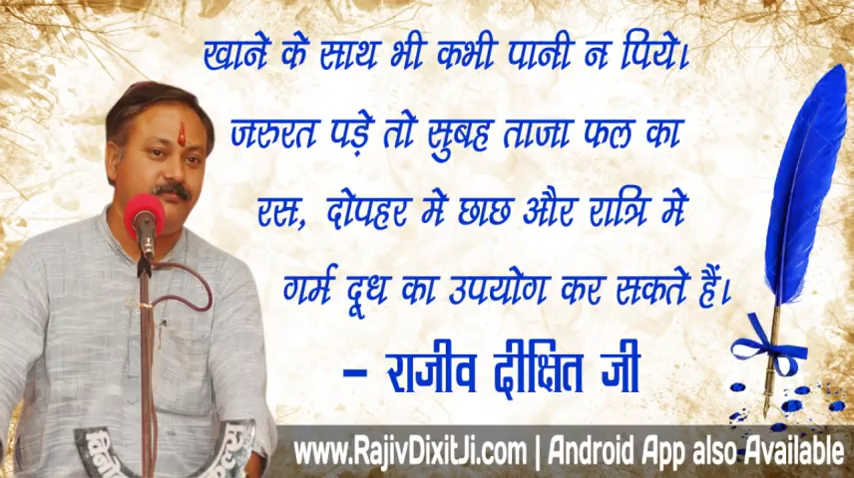 खाने के साथ भी कभी पानी न पिये।
जरुरत पड़े तो सुबह ताजा फल का
रस, दोपहर मे छाछ और रात्रि मे
गर्म दूध का उपयोग कर सकते हैं।
– राजीव दीक्षित जी
www.RajivDixitJi.com | Android App also Available